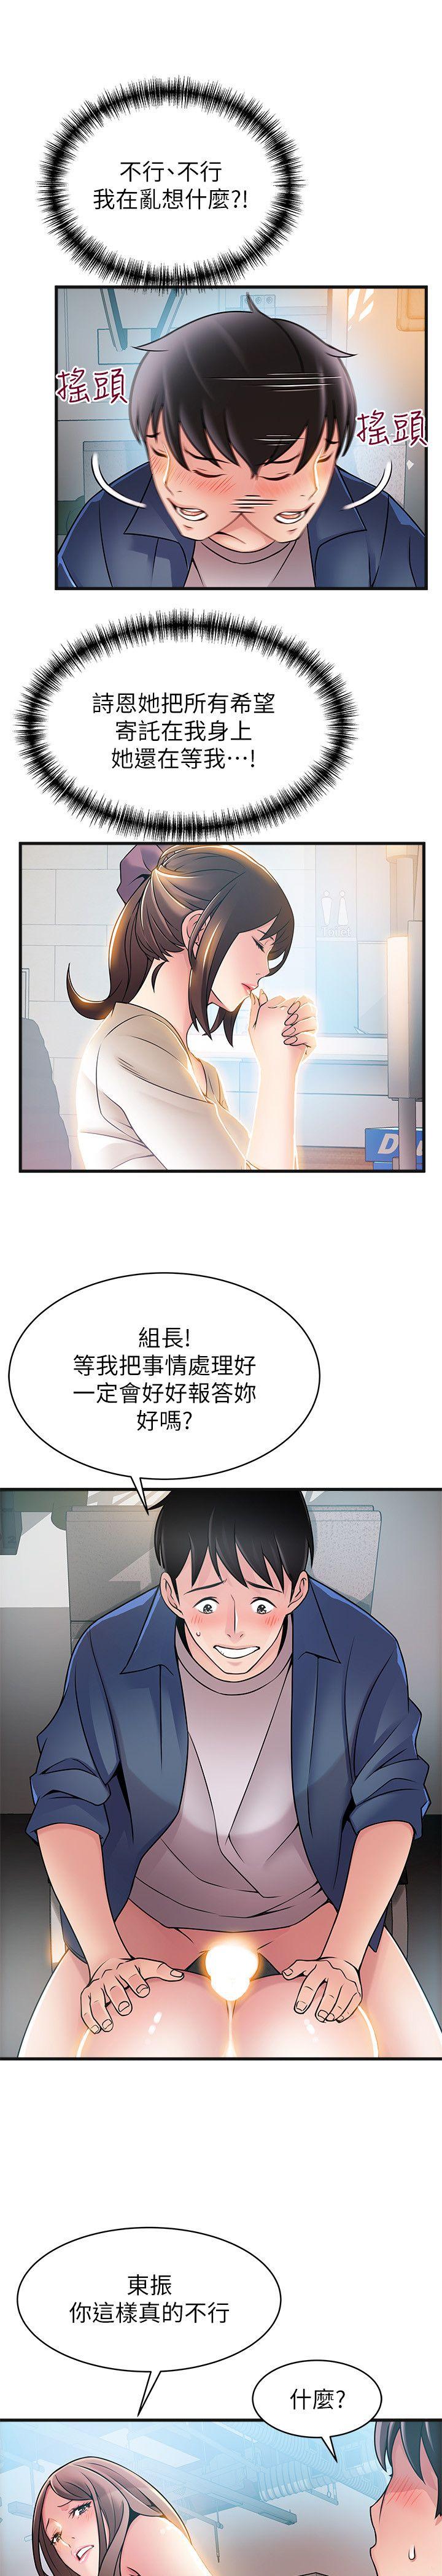 不行、不行
我在亂想什麼?!
搖頭
搖頭
詩恩她把所有希望
寄託在我身上
她還在等我…!
Toilet
組長!
等我把事情處理好
一定會好好報答妳
好嗎?
東振
你這樣真的不行
什麼?